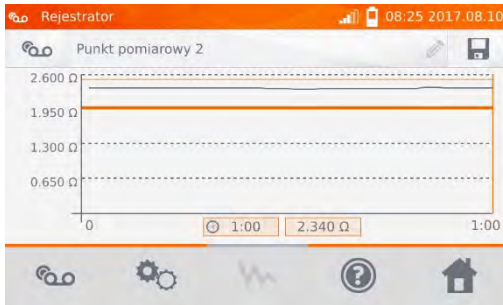 Rejestrator 08:25 2017.08.10
Punkt pomiarowy 2
2.600 Ω
1.950 Ω
1.300 Ω
0.650 Ω
0 1:00 2.340 Ω 1:00
?